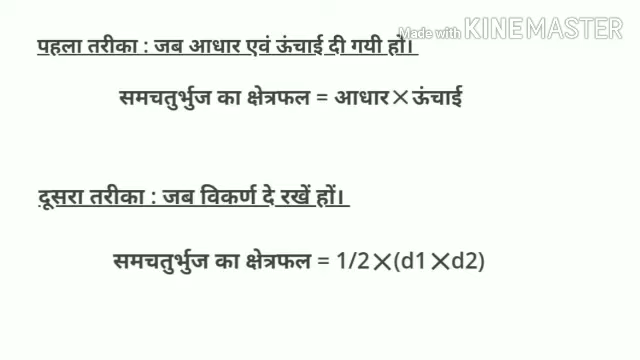 Made with KINEMASTER
पहला तरीका : जब आधार एवं ऊंचाई दी गयी हो।
समचतुर्भुज का क्षेत्रफल = आधार×ऊंचाई
दूसरा तरीका : जब विकर्ण दे रखें हों।
समचतुर्भुज का क्षेत्रफल = 1/2×(d1×d2)